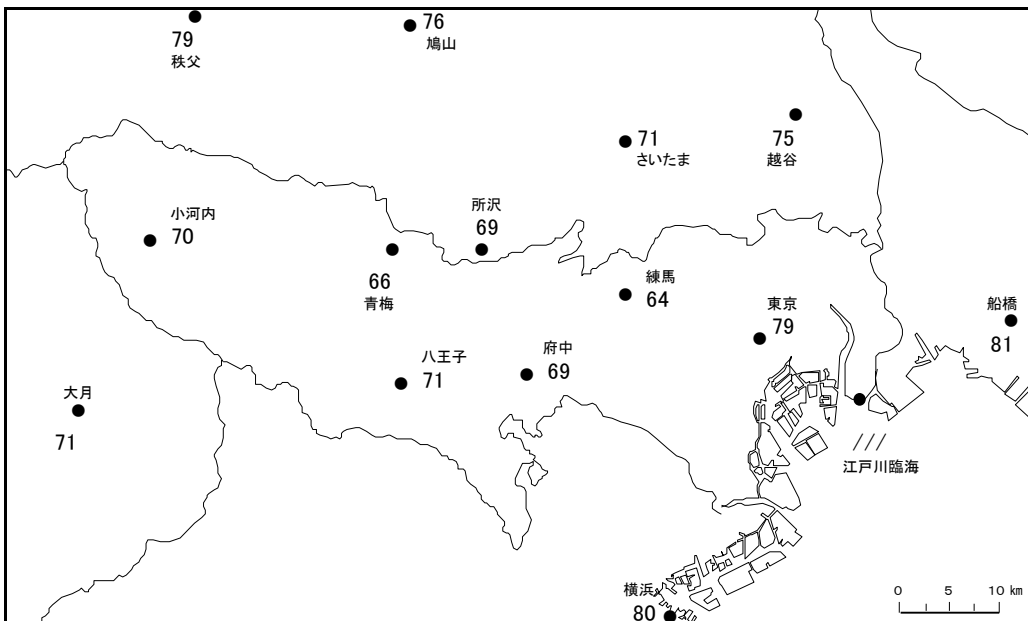 79
秩父
76
鳩山
71
さいたま
75
越谷
小河内
70
所沢
69
66
青梅
練馬
64
東京
79
船橋
81
大月
71
八王子
71
府中
69
///
江戸川臨海
横浜
80
0 5 10 km